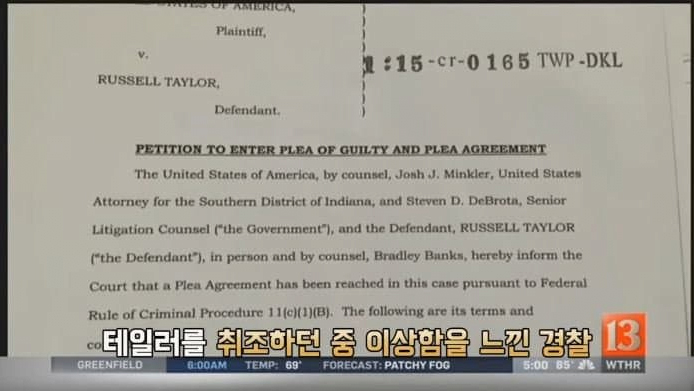 STATES OF AMERICA,
Plaintiff,
v.
1:15-cr-0165 TWP-DKL
RUSSELL TAYLOR,
Defendant.
PETITION TO ENTER PLEA OF GUILTY AND PLEA AGREEMENT
The United States of America, by counsel, Josh J. Minkler, United States
Attorney for the Southern District of Indiana, and Steven D. DeBrota, Senior
Litigation Counsel ("the Government"), and the Defendant, RUSSELL TAYLOR
("the Defendant"), in person and by counsel, Bradley Banks, hereby inform the
Court that a Plea Agreement has been reached in this case pursuant to Federal
Rule of Criminal Procedure 11(c)(1)(B). The following are its terms and
테일러를 취조하던 중 이상함을 느낀 경찰
13
GREENFIELD 6:00AM TEMP: 69° FORECAST: PATCHY FOG 5:00 85° WTHR